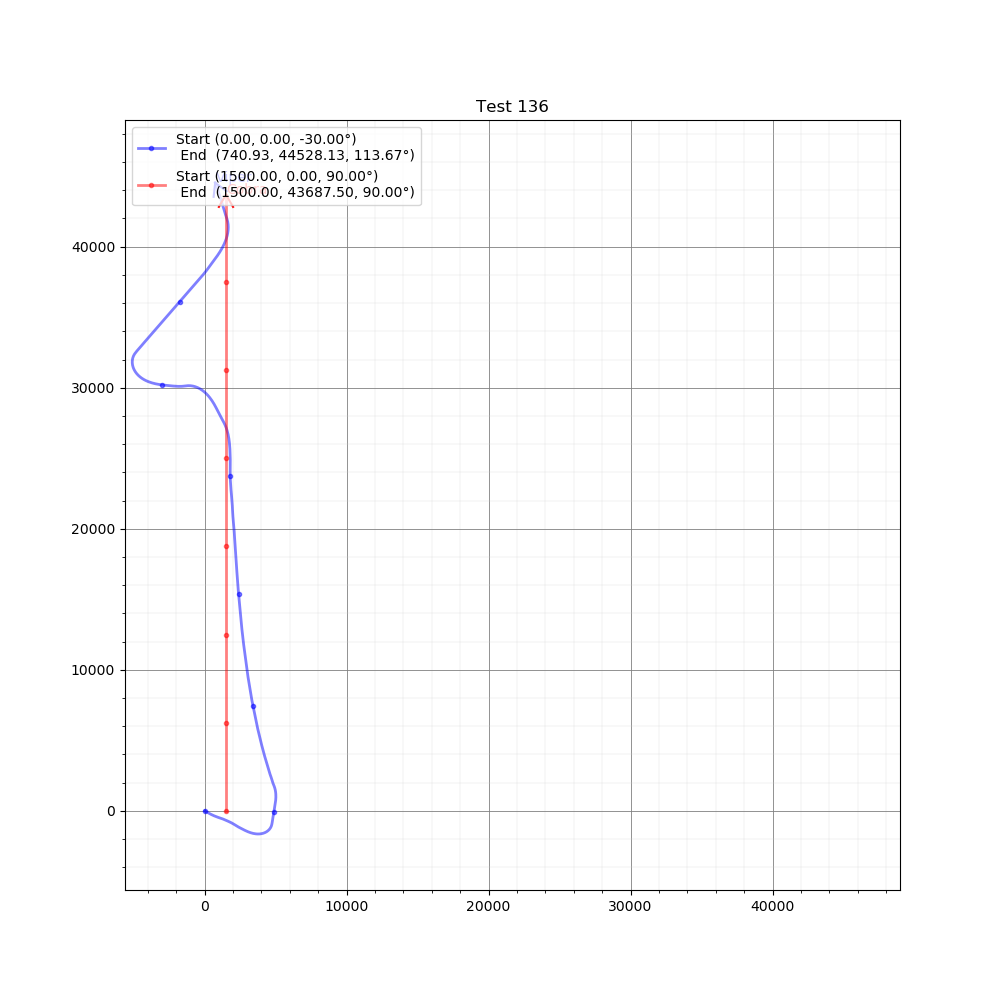 Test 136
Start (0.00, 0.00, -30.00°)
End (740.93, 44528.13, 113.67°)
Start (1500.00, 0.00, 90.00°)
End (1500.00, 43687.50, 90.00°)
40000
30000
20000
10000
0
0 10000 20000 30000 40000